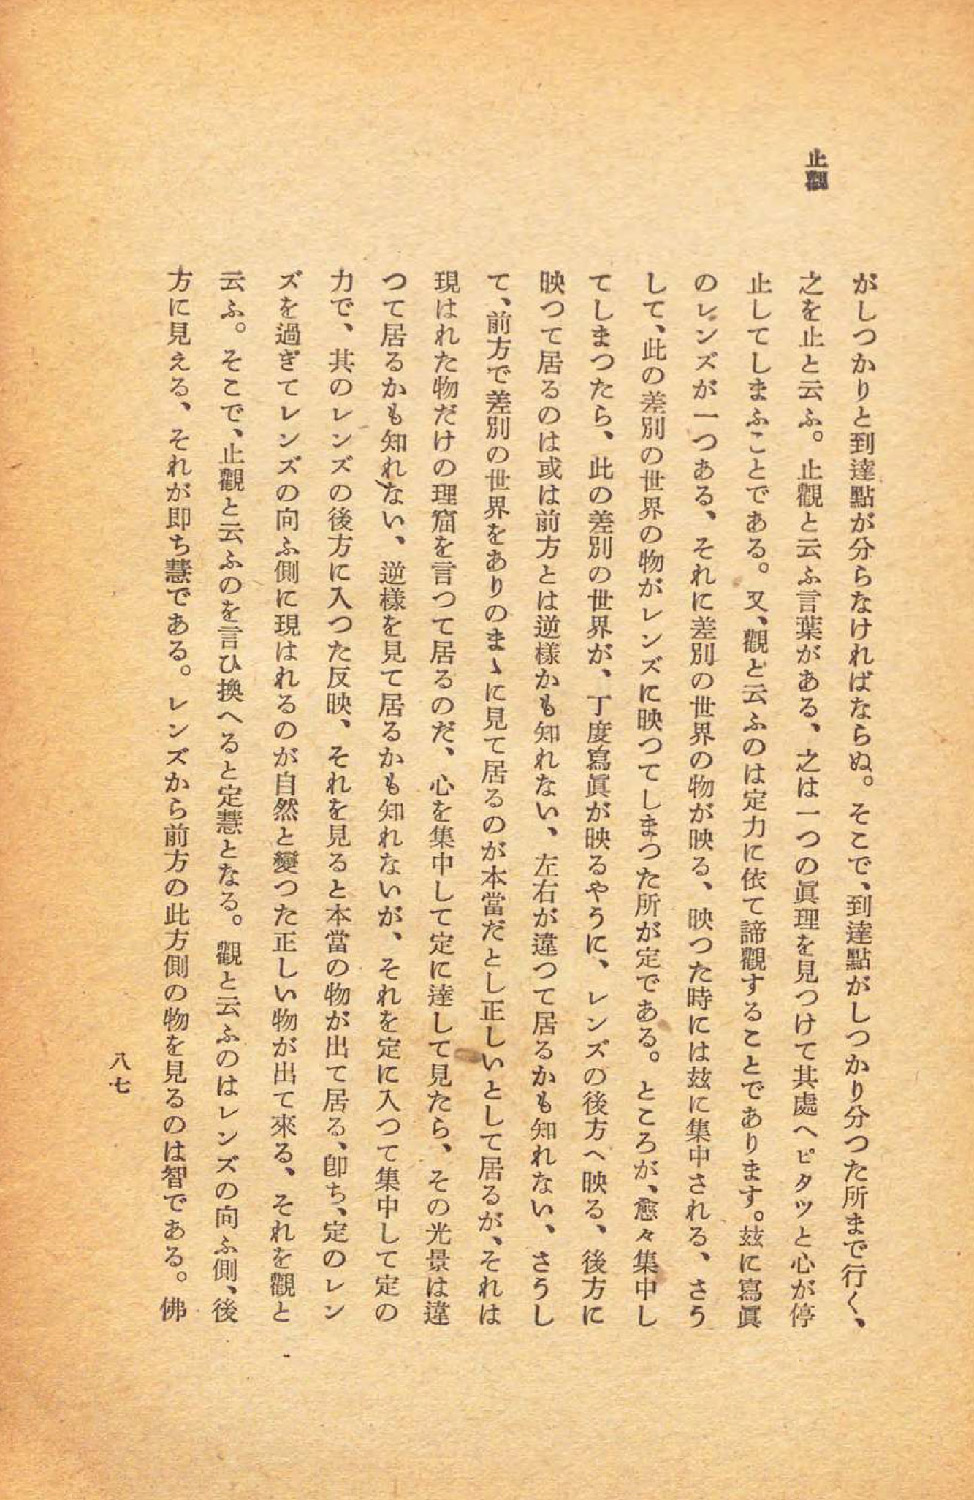 止觀
がしつかりと到達點が分らなければならぬ。そこで、到達點がしつかり分つた所まで行く、
之を止と云ふ。止觀と云ふ言葉がある、之は一つの眞理を見つけて其處へピタツと心が停
止してしまふことである。又、觀と云ふのは定力に依て諦觀することであります。玆に寫眞
のレンズが一つある、それに差別の世界の物が映る、映つた時には玆に集中される、さう
して、此の差別の世界の物がレンズに映つてしまつた所が定である。ところが、愈々集中し
てしまつたら、此の差別の世界が、丁度寫眞が映るやうに、レンズの後方へ映る、後方に
映つて居るのは或は前方とは逆樣かも知れない、左右が違つて居るかも知れない、さうし
て、前方で差別の世界をありのまゝに見て居るのが本當だとし正しいとして居るが、それは
現はれた物だけの理窟を言つて居るのだ、心を集中して定に達して見たら、その光景は違
つて居るかも知れない、逆樣を見て居るかも知れないが、それを定に入つて集中して定の
力で、其のレンズの後方に入つた反映、それを見ると本當の物が出て居る、卽ち、定のレン
ズを過ぎてレンズの向ふ側に現はれるのが自然と變つた正しい物が出て來る、それを觀と
云ふ。そこで、止觀と云ふのを言ひ換へると定慧となる。觀と云ふのはレンズの向ふ側、後
方に見える、それが即ち慧である。レンズから前方の此方側の物を見るのは智である。佛
八七